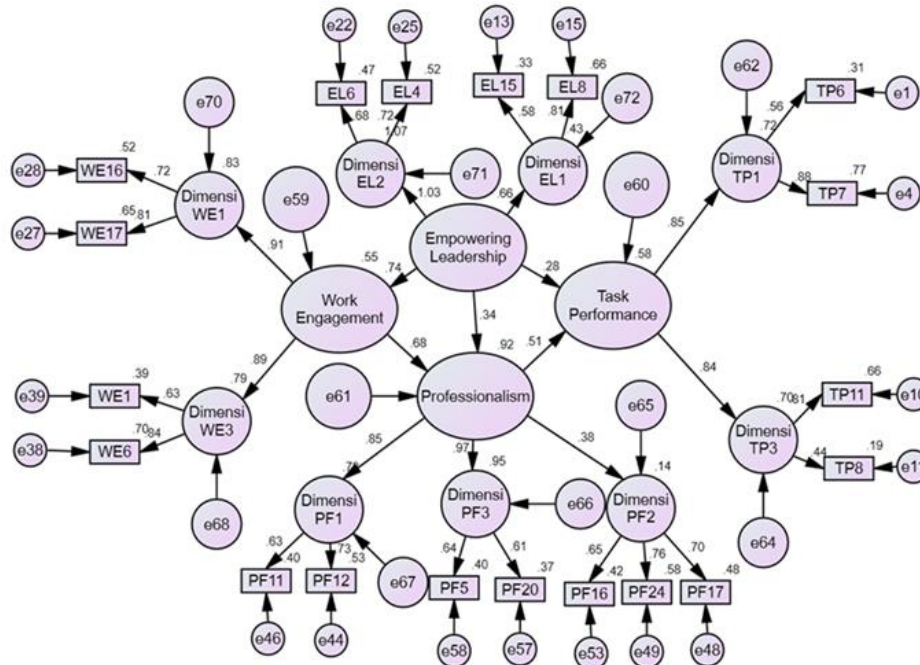 e22
e25
e13
e15
.47
EL6
.52
EL4
.33
EL15
.66
EL8
e62
.31
TP6
e1
e70
e72
.68
.72
1.07
.58
.81
.43
.56
.72
e28
.52
WE16
.72
.83
Dimensi
WE1
Dimensi
EL2
e71
Dimensi
EL1
Dimensi
TP1
.77
.88
TP7
e4
e59
e60
e27
.65
.81
WE17
1.03
.66
.85
.91
Empowering
Leadership
.55
.74
.28
.58
Work
Engagement
Task
Performance
.34
.68
.92
.51
.89
.84
e39
.39
WE1
.63
.79
Dimensi
WE3
e61
Professionalism
e65
.70
.81
.66
TP11
e10
e38
.70
.84
WE6
.85
.97
.95
.38
.14
Dimensi
TP3
.44
.19
TP8
e11
e68
Dimensi
PF1
Dimensi
PF3
e66
Dimensi
PF2
e64
.63
.40
.73
.53
e67
.64
.40
.61
.37
.65
.42
.76
.58
.70
.48
PF11
PF12
PF5
PF20
PF16
PF24
PF17
e46
e44
e58
e57
e53
e49
e48